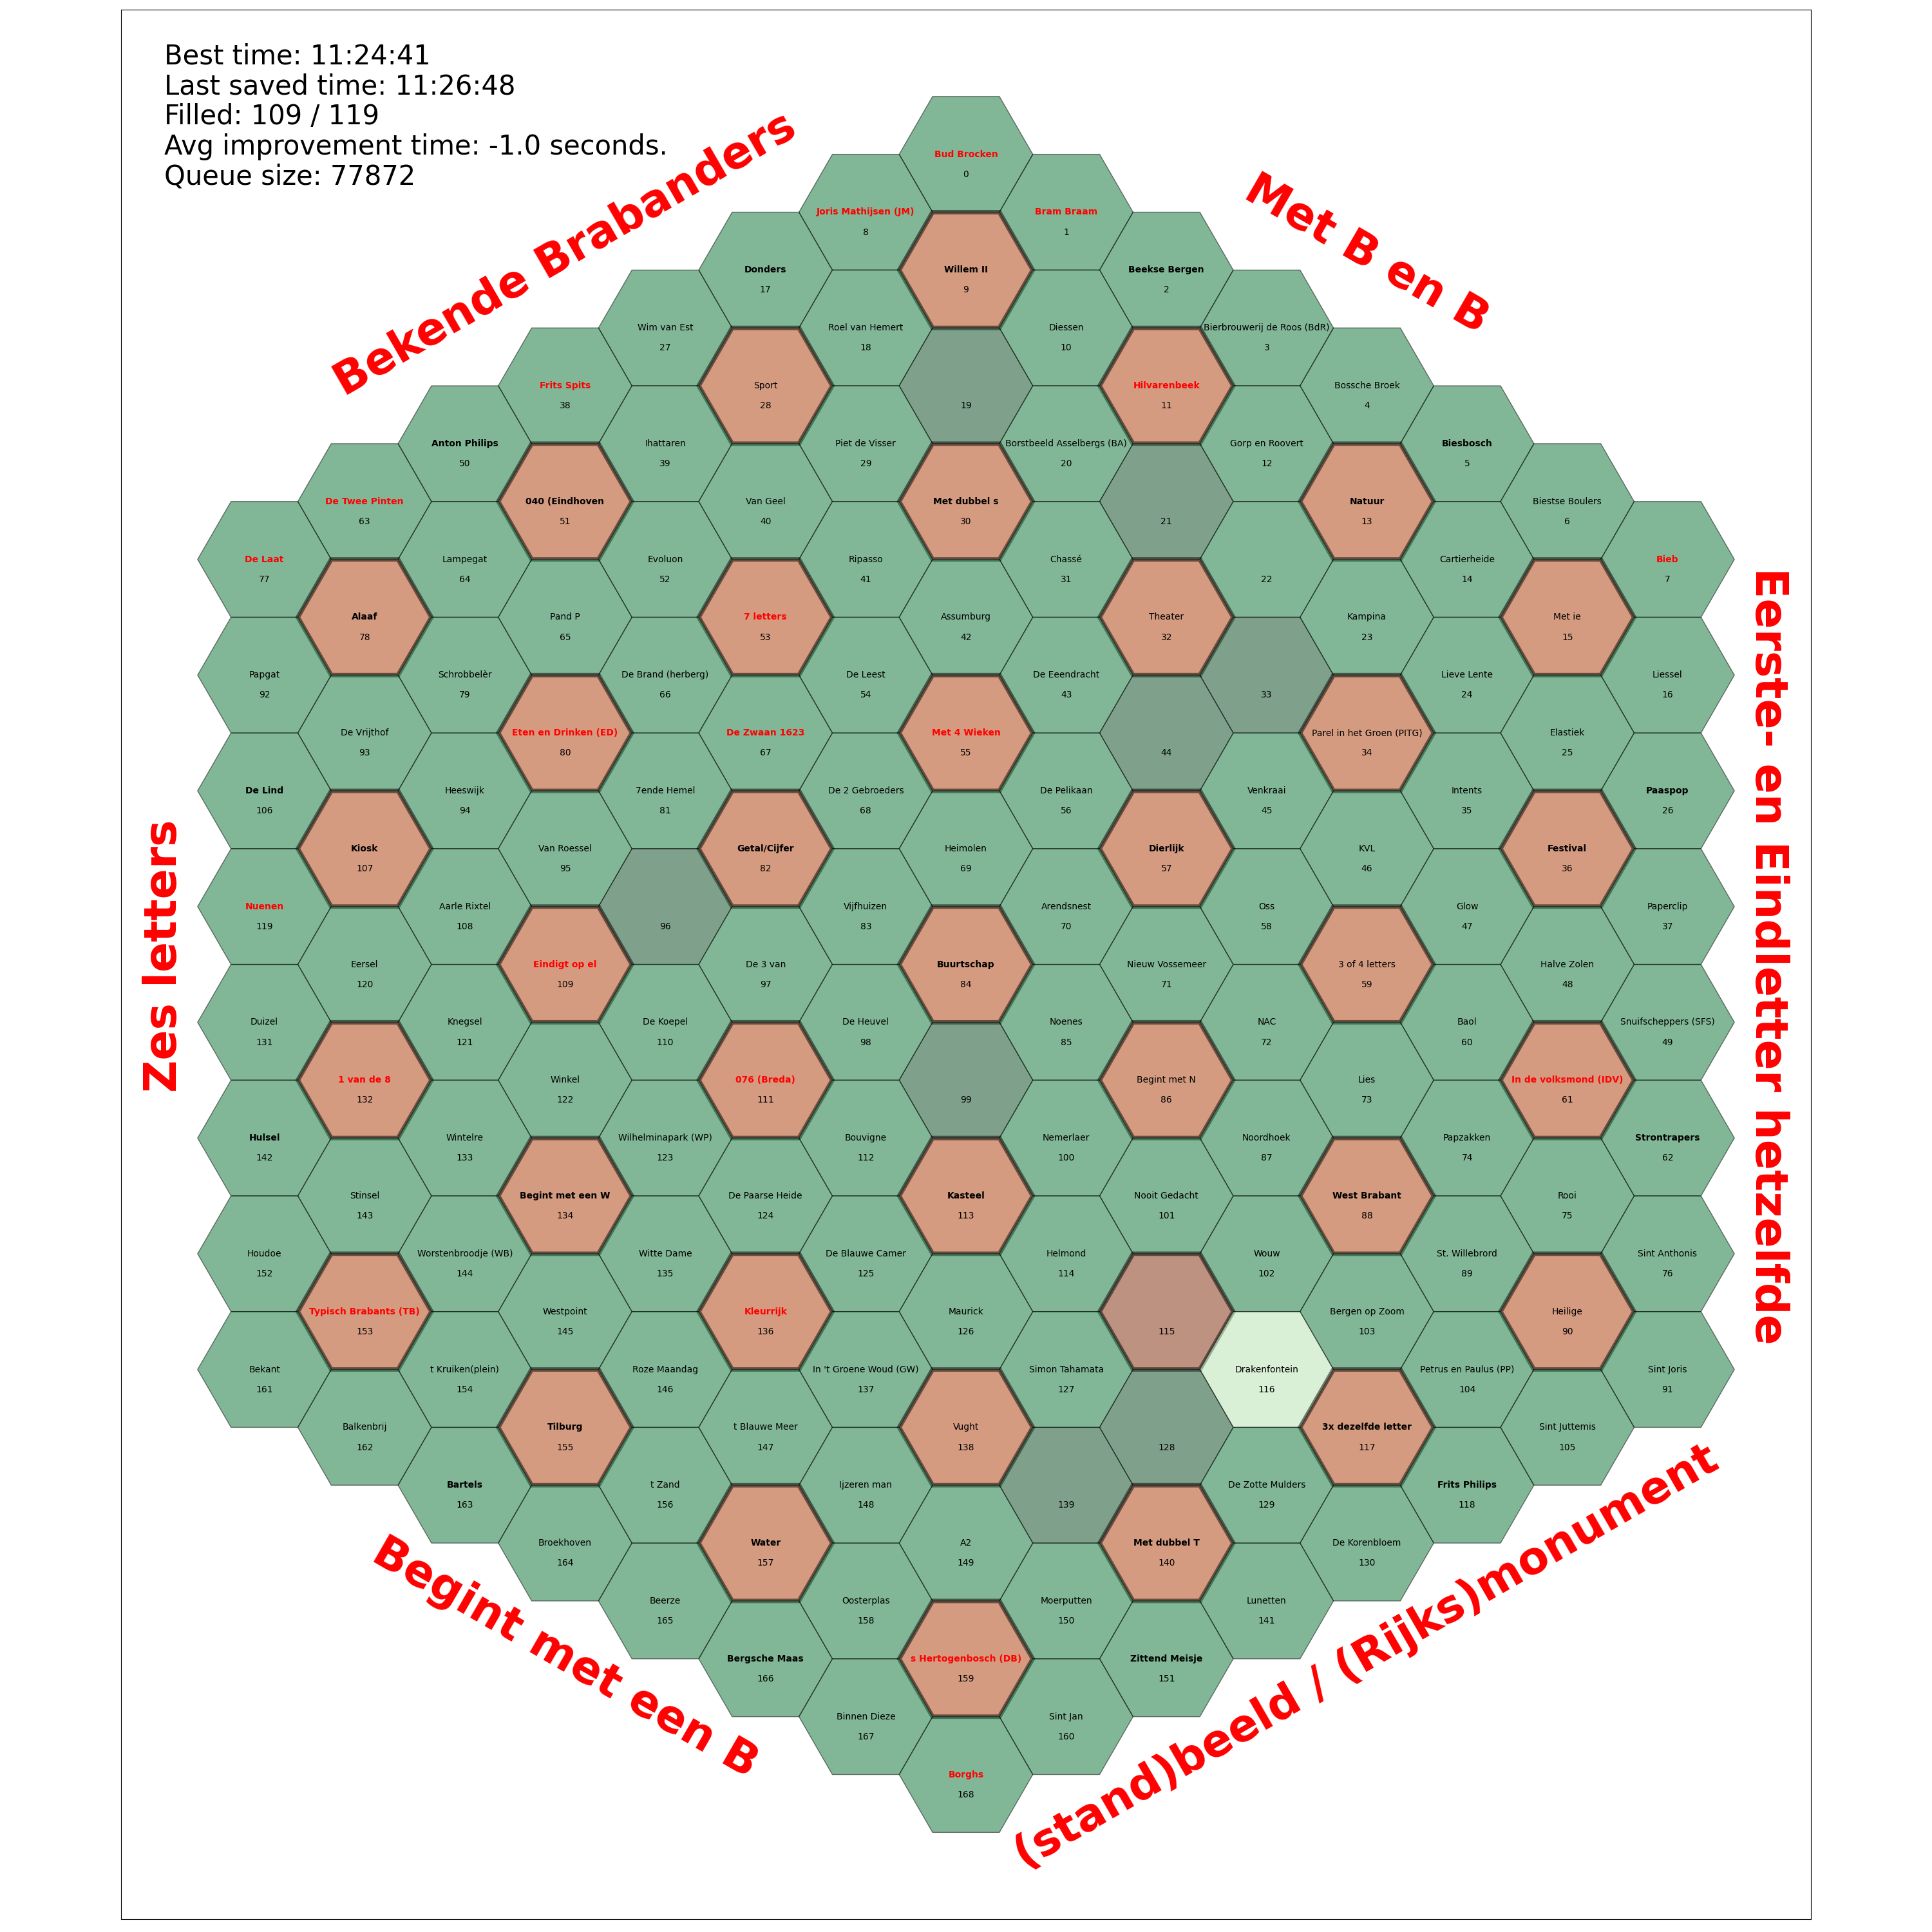 Best time: 11:24:41
Last saved time: 11:26:48
Filled: 109 / 119
Avg improvement time: -1.0 seconds.
Queue size: 77872
Bekende Brabanders
Met B en B
Eerste- en Eindletter hetzelfde
(stand)beeld / (Rijks)monument
Begint met een B
Zes letters
Bud Brocken
0
Bram Braam
1
Beekse Bergen
2
Bierbrouwerij de Roos (BdR)
3
Bossche Broek
4
Biesbosch
5
Biestse Boulers
6
Bieb
7
Joris Mathijsen (JM)
8
Willem II
9
Diessen
10
Hilvarenbeek
11
Gorp en Roovert
12
Natuur
13
Cartierheide
14
Met ie
15
Liessel
16
Donders
17
Roel van Hemert
18
19
Borstbeeld Asselbergs (BA)
20
21
22
Kampina
23
Lieve Lente
24
Elastiek
25
Paaspop
26
Wim van Est
27
Sport
28
Piet de Visser
29
Met dubbel s
30
Chassé
31
Theater
32
33
Parel in het Groen (PITG)
34
Intents
35
Festival
36
Paperclip
37
Frits Spits
38
Ihattaren
39
Van Geel
40
Ripasso
41
Assumburg
42
De Eeendracht
43
44
Venkraai
45
KVL
46
Glow
47
Halve Zolen
48
Snuifscheppers (SFS)
49
Anton Philips
50
040 (Eindhoven
51
Evoluon
52
7 letters
53
De Leest
54
Met 4 Wieken
55
De Pelikaan
56
Dierlijk
57
Oss
58
3 of 4 letters
59
Baol
60
In de volksmond (IDV)
61
Strontrapers
62
De Twee Pinten
63
Lampegat
64
Pand P
65
De Brand (herberg)
66
De Zwaan 1623
67
De 2 Gebroeders
68
Heimolen
69
Arendsnest
70
Nieuw Vossemeer
71
NAC
72
Lies
73
Papzakken
74
Rooi
75
Sint Anthonis
76
De Laat
77
Alaaf
78
Schrobbelèr
79
Eten en Drinken (ED)
80
7ende Hemel
81
Getal/Cijfer
82
Vijfhuizen
83
Buurtschap
84
Noenes
85
Begint met N
86
Noordhoek
87
West Brabant
88
St. Willebrord
89
Heilige
90
Sint Joris
91
Papgat
92
De Vrijthof
93
Heeswijk
94
Van Roessel
95
96
De 3 van
97
De Heuvel
98
99
Nemerlaer
100
Nooit Gedacht
101
Wouw
102
Bergen op Zoom
103
Petrus en Paulus (PP)
104
Sint Juttemis
105
De Lind
106
Kiosk
107
Aarle Rixtel
108
Eindigt op el
109
De Koepel
110
076 (Breda)
111
Bouvigne
112
Kasteel
113
Helmond
114
115
Drakenfontein
116
3x dezelfde letter
117
Frits Philips
118
Nuenen
119
Eersel
120
Knegsel
121
Winkel
122
Wilhelminapark (WP)
123
De Paarse Heide
124
De Blauwe Camer
125
Maurick
126
Simon Tahamata
127
128
De Zotte Mulders
129
De Korenbloem
130
Duizel
131
1 van de 8
132
Wintelre
133
Begint met een W
134
Witte Dame
135
Kleurrijk
136
In 't Groene Woud (GW)
137
Vught
138
139
Met dubbel T
140
Lunetten
141
Hulsel
142
Stinsel
143
Worstenbroodje (WB)
144
Westpoint
145
Roze Maandag
146
t Blauwe Meer
147
Ijzeren man
148
A2
149
Moerputten
150
Zittend Meisje
151
Houdoe
152
Typisch Brabants (TB)
153
t Kruiken(plein)
154
Tilburg
155
t Zand
156
Water
157
Oosterplas
158
s Hertogenbosch (DB)
159
Sint Jan
160
Bekant
161
Balkenbrij
162
Bartels
163
Broekhoven
164
Beerze
165
Bergsche Maas
166
Binnen Dieze
167
Borghs
168